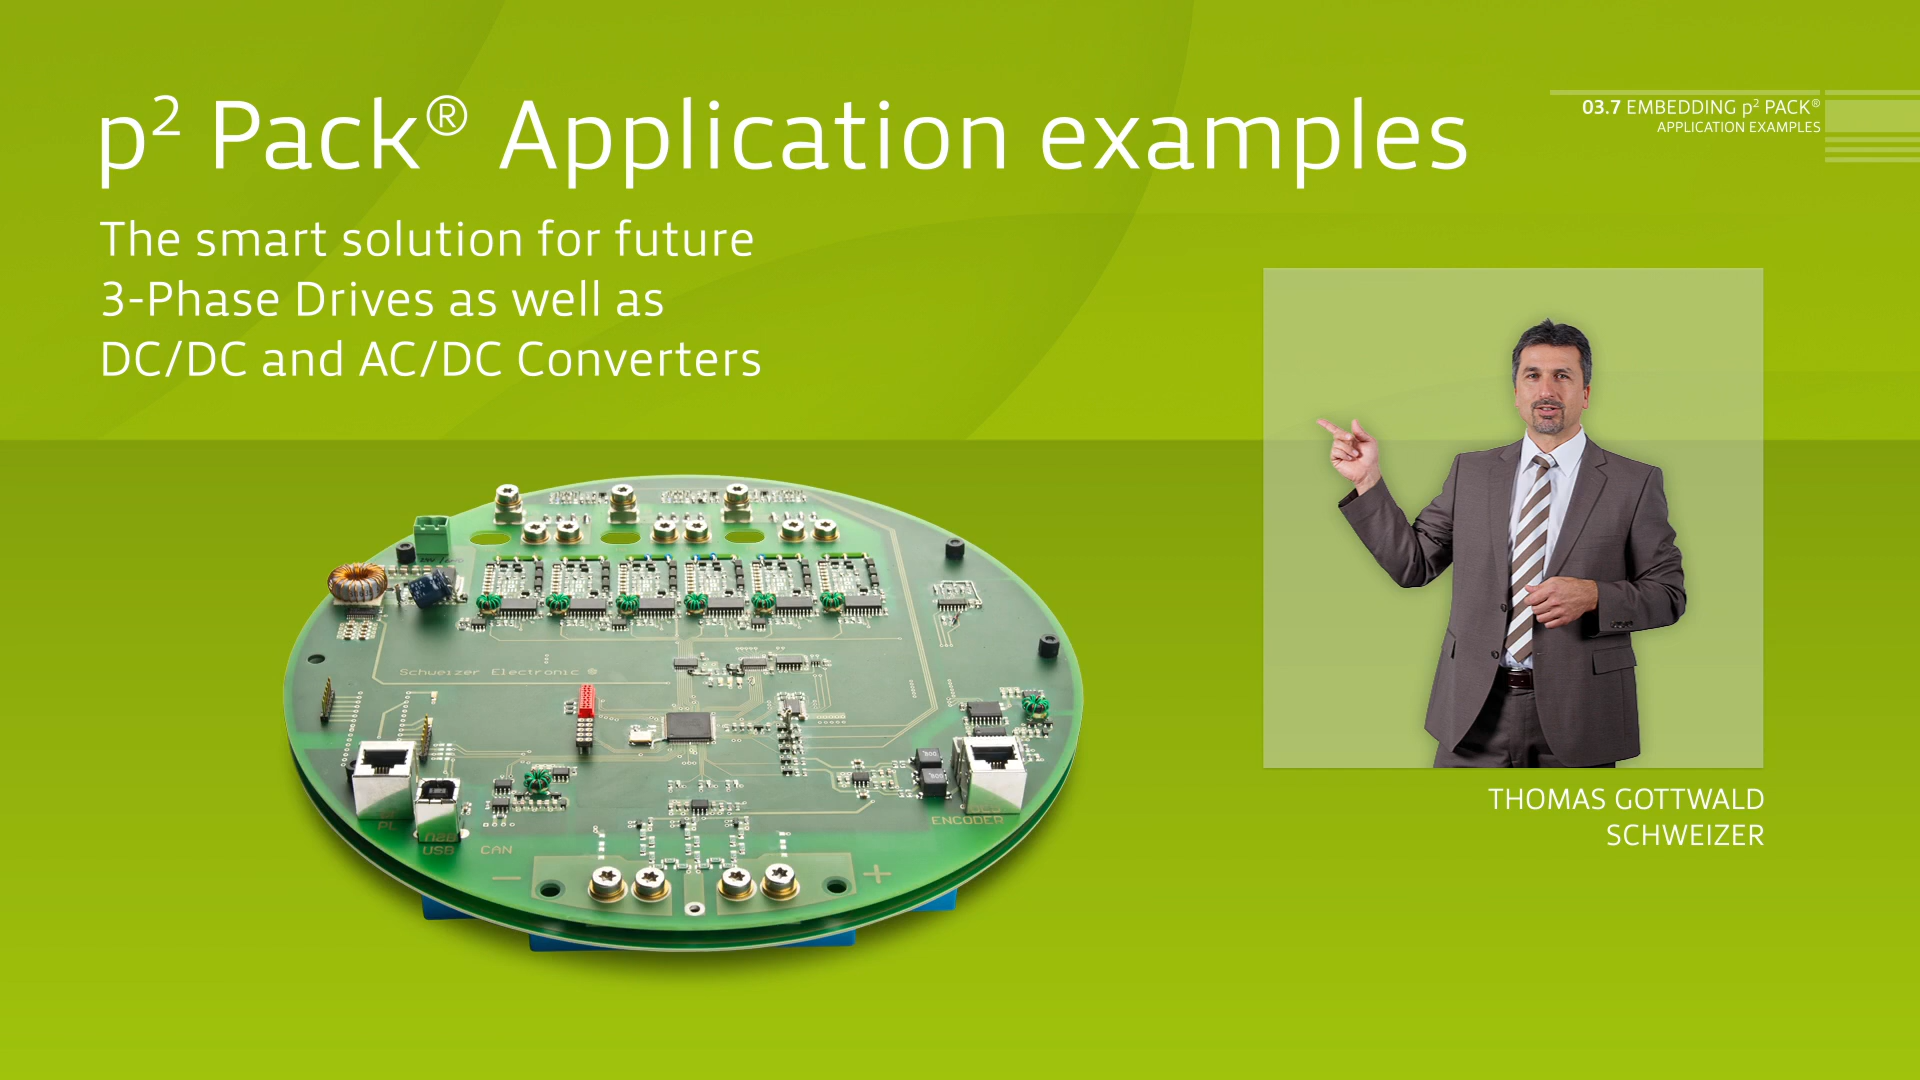 p² Pack® Application examples
03.7 EMBEDDING p² PACK®
APPLICATION EXAMPLES
The smart solution for future
3-Phase Drives as well as
DC/DC and AC/DC Converters
Schweizer Electronic ®
ENCODER
USB
CAN
−
+
THOMAS GOTTWALD
SCHWEIZER